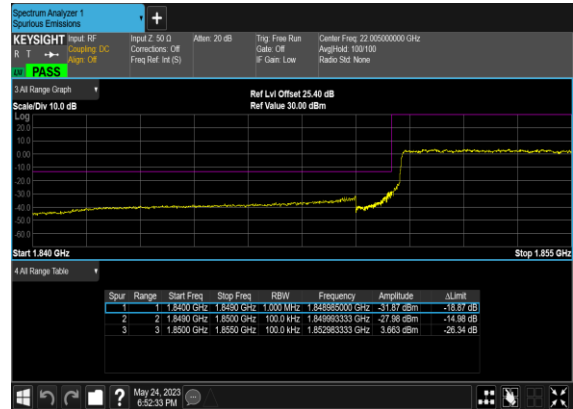 Spectrum Analyzer 1
Spurious Emissions
KEYSIGHT Input: RF Input Z: 50 Ω Atten: 20 dB Trig: Free Run Center Freq: 22.005000000 GHz
R T Coupling: DC Corrections: Off Gate: Off Avg|Hold: 100/100
Align: Off Freq Ref: Int (S) IF Gain: Low Radio Std: None
PASS
3 All Range Graph
Ref Lvl Offset 25.40 dB
Scale/Div 10.0 dB Ref Value 30.00 dBm
Log
20.0
10.0
0.00
-10.0
-20.0
-30.0
-40.0
-50.0
-60.0
Start 1.840 GHz Stop 1.855 GHz
4 All Range Table
Spur Range Start Freq Stop Freq RBW Frequency Amplitude ΔLimit
1 1 1.8400 GHz 1.8490 GHz 1.000 MHz 1.848985000 GHz -31.87 dBm -18.87 dB
2 2 1.8490 GHz 1.8500 GHz 100.0 kHz 1.849993333 GHz -27.98 dBm -14.98 dB
3 3 1.8500 GHz 1.8550 GHz 100.0 kHz 1.852983333 GHz 3.663 dBm -26.34 dB
? May 24, 2023
6:52:33 PM